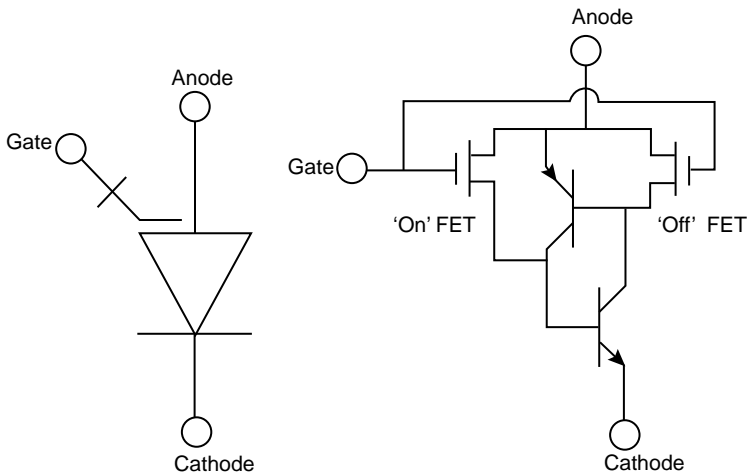 Anode
Gate
Cathode
Anode
Gate
‘On’ FET
‘Off’ FET
Cathode